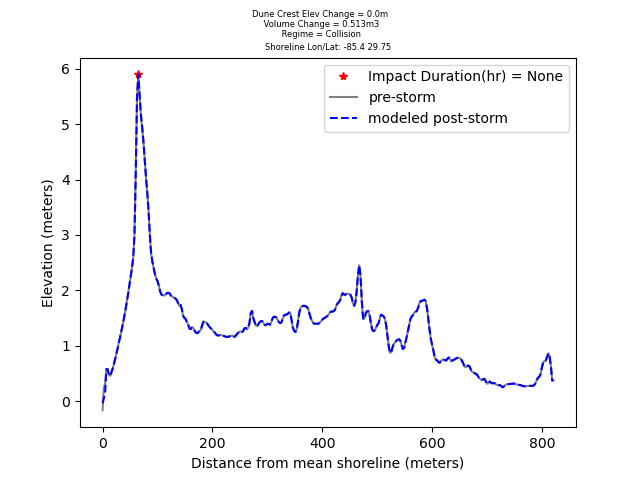 Dune Crest Elev Change = 0.0m
Volume Change = 0.513m3
Regime = Collision
Shoreline Lon/Lat: -85.4 29.75
Impact Duration(hr) = None
pre-storm
modeled post-storm
6
5
4
3
2
1
0
Elevation (meters)
0 200 400 600 800
Distance from mean shoreline (meters)